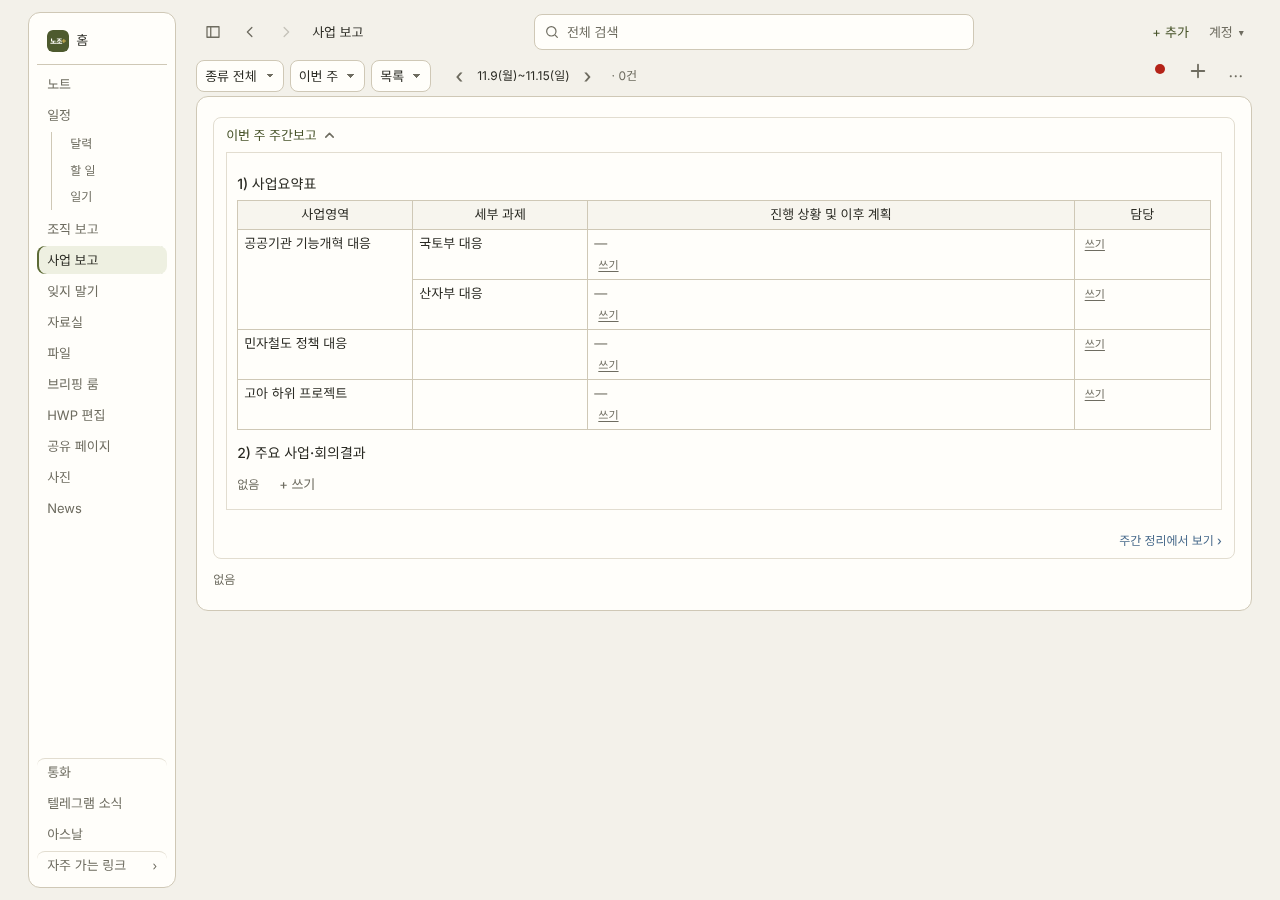 노조
홈
노트
일정
달력
할 일
일기
조직 보고
사업 보고
잊지 말기
자료실
파일
브리핑 룸
HWP 편집
공유 페이지
사진
News
통화
텔레그램 소식
아스날
자주 가는 링크 ›
사업 보고
전체 검색
+ 추가
계정 ▾
종류 전체
이번 주
목록
11.9(월)~11.15(일)
· 0건
이번 주 주간보고
1) 사업요약표
사업영역 세부 과제 진행 상황 및 이후 계획 담당
공공기관 기능개혁 대응 국토부 대응 — 쓰기
쓰기
산자부 대응 — 쓰기
쓰기
민자철도 정책 대응 — 쓰기
쓰기
고아 하위 프로젝트 — 쓰기
쓰기
2) 주요 사업·회의결과
없음 + 쓰기
주간 정리에서 보기 ›
없음